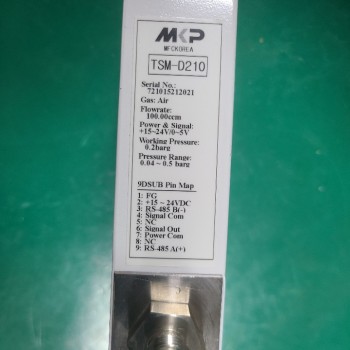 MKP
MFCKOREA
TSM-D210
Serial No.:
721015212021
Gas: Air
Flowrate:
100.00ccm
Power & Signal:
+15~24V/0~5V
Working Pressure:
0.2barg
Pressure Range:
0.04 ~ 0.5 barg
9DSUB Pin Map
1: FG
2: +15 ~ 24VDC
3: RS-485 B(-)
4: Signal Com
5: NC
6: Signal Out
7: Power Com
8: NC
9: RS-485 A(+)